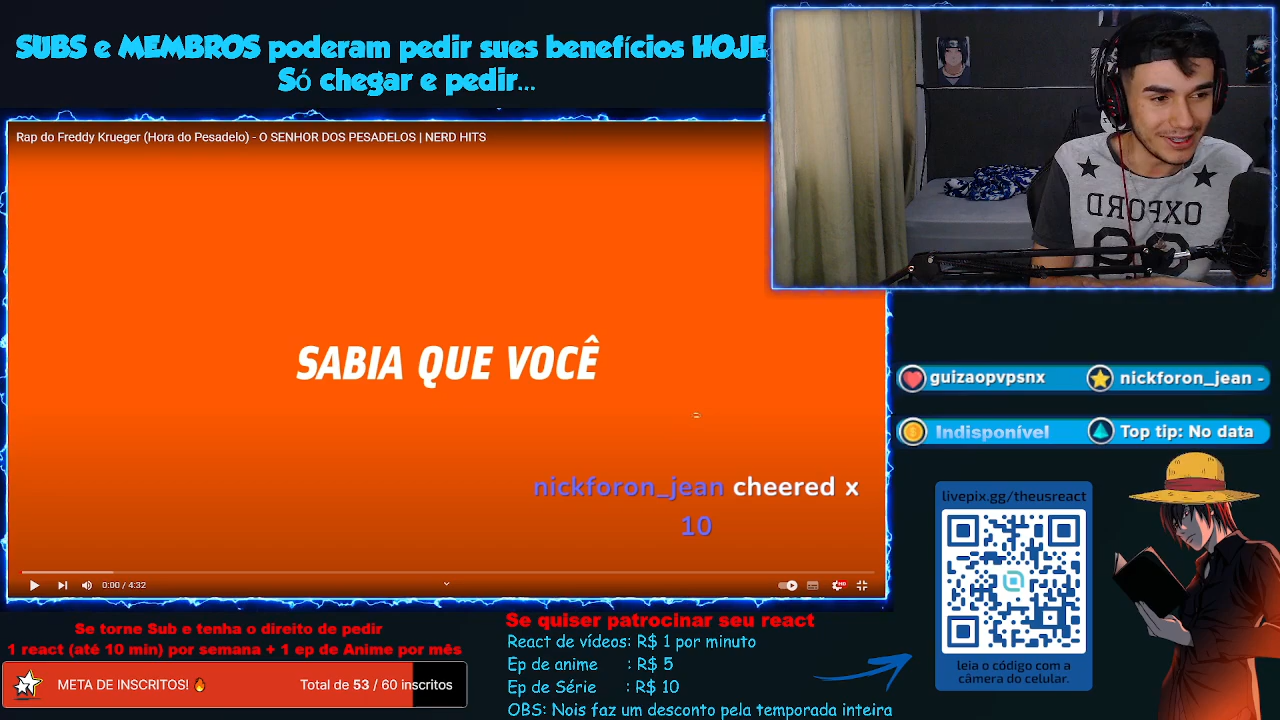 SUBS e MEMBROS poderam pedir sues benefícios HOJE
Só chegar e pedir...
Rap do Freddy Krueger (Hora do Pesadelo) - O SENHOR DOS PESADELOS | NERD HITS
OXFORD
SABIA QUE VOCÊ
guizaopvpsnx
nickforon_jean -
Indisponível
Top tip: No data
nickforon_jean cheered x
10
livepix.gg/theusreact
leia o código com a
câmera do celular.
0:00 / 4:32
HD
Se torne Sub e tenha o direito de pedir
1 react (até 10 min) por semana + 1 ep de Anime por mês
META DE INSCRITOS! 🔥
Total de 53 / 60 inscritos
Se quiser patrocinar seu react
React de vídeos: R$ 1 por minuto
Ep de anime : R$ 5
Ep de Série : R$ 10
OBS: Nois faz um desconto pela temporada inteira